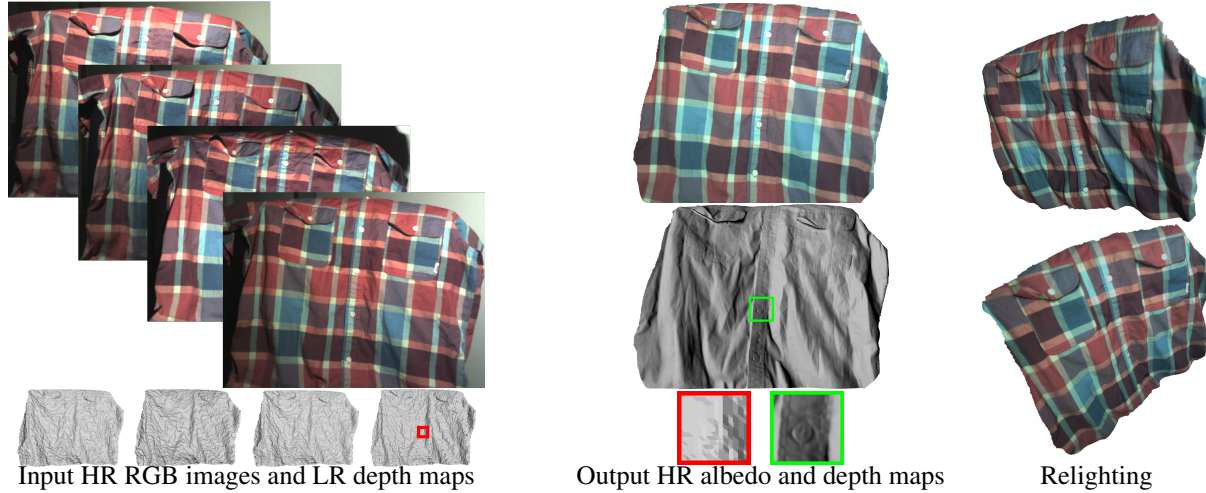 Input HR RGB images and LR depth maps
Output HR albedo and depth maps
Relighting